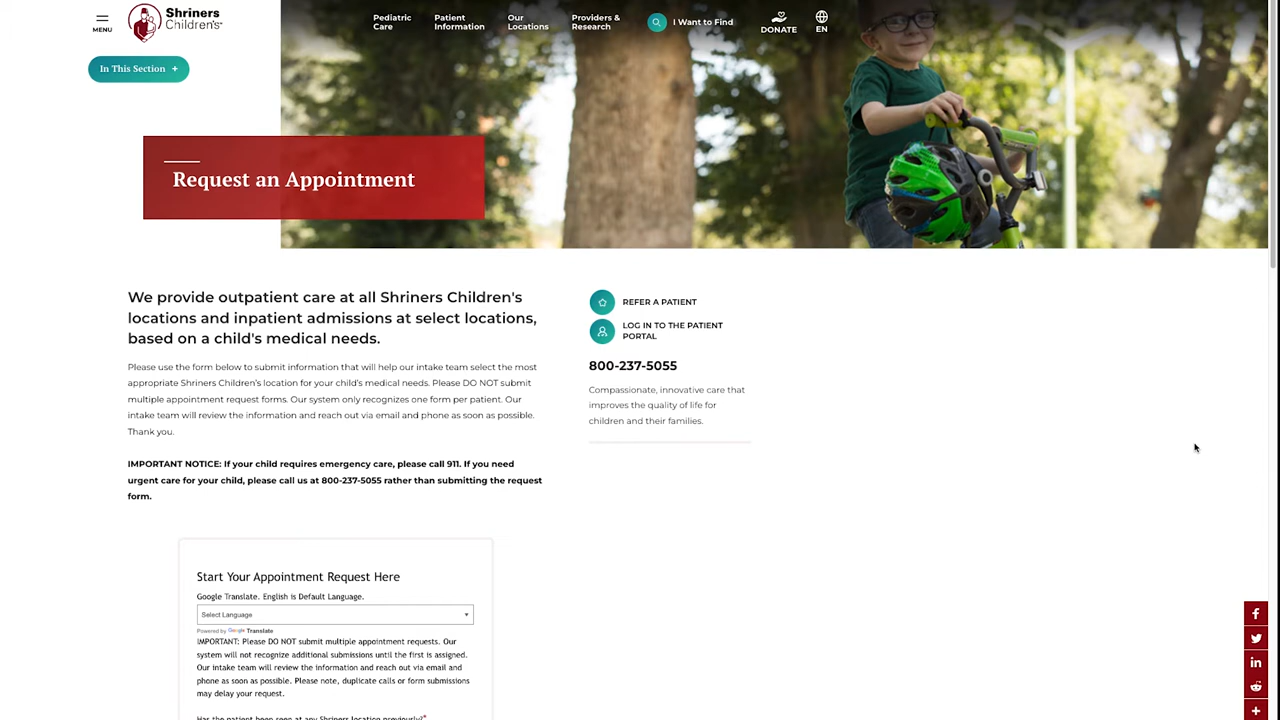 MENU
Shriners
Children's
Pediatric
Care
Patient
Information
Our
Locations
Providers &
Research
I Want to Find
DONATE
EN
In This Section +
Request an Appointment
We provide outpatient care at all Shriners Children's
locations and inpatient admissions at select locations,
based on a child's medical needs.
Please use the form below to submit information that will help our intake team select the most
appropriate Shriners Children's location for your child's medical needs. Please DO NOT submit
multiple appointment request forms. Our system only recognizes one form per patient. Our
intake team will review the information and reach out via email and phone as soon as possible.
Thank you.
IMPORTANT NOTICE: If your child requires emergency care, please call 911. If you need
urgent care for your child, please call us at 800-237-5055 rather than submitting the request
form.
REFER A PATIENT
LOG IN TO THE PATIENT
PORTAL
800-237-5055
Compassionate, innovative care that
improves the quality of life for
children and their families.
Start Your Appointment Request Here
Google Translate. English is Default Language.
Select Language
Powered by Google Translate
IMPORTANT: Please DO NOT submit multiple appointment requests. Our
system will not recognize additional submissions until the first is assigned.
Our intake team will review the information and reach out via email and
phone as soon as possible. Please note, duplicate calls or form submissions
may delay your request.
Has the patient been seen at any Shriners location previously?*